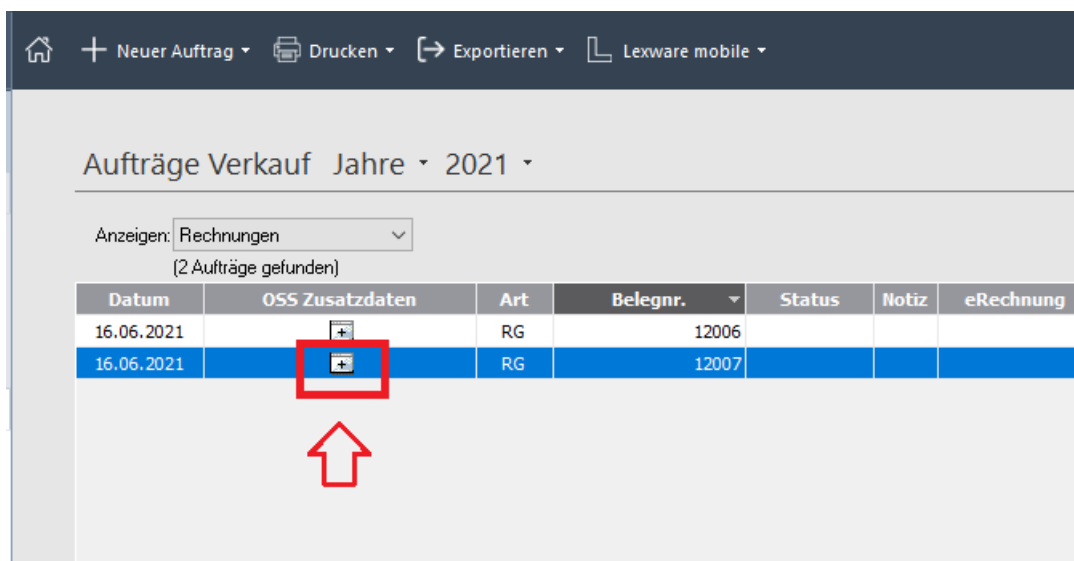 Neuer Auftrag Drucken Exportieren Lexware mobile
Aufträge Verkauf Jahre 2021
Anzeigen: Rechnungen
(2 Aufträge gefunden)
Datum OSS Zusatzdaten Art Belegnr. Status Notiz eRechnung
16.06.2021 RG 12006
16.06.2021 RG 12007